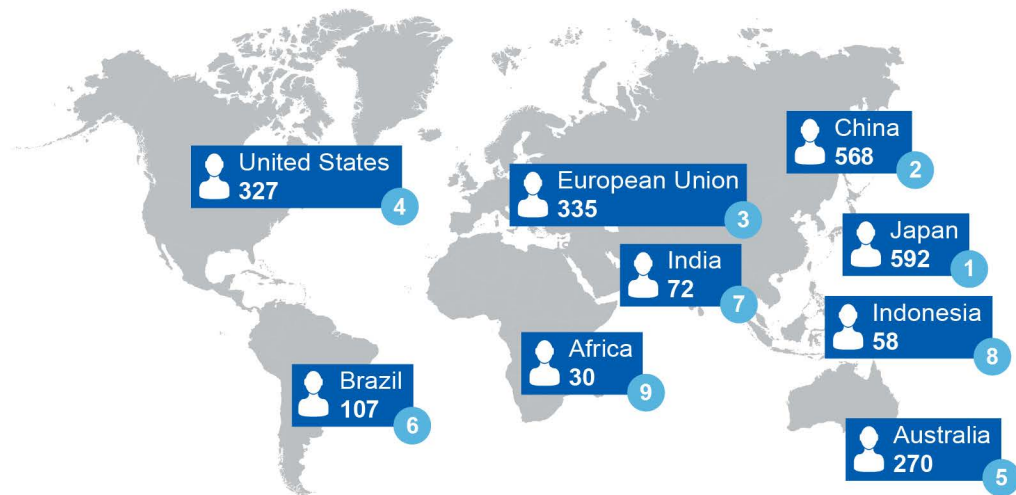 United States
327
4
European Union
335
3
China
568
2
Japan
592
1
India
72
7
Indonesia
58
8
Africa
30
9
Brazil
107
6
Australia
270
5